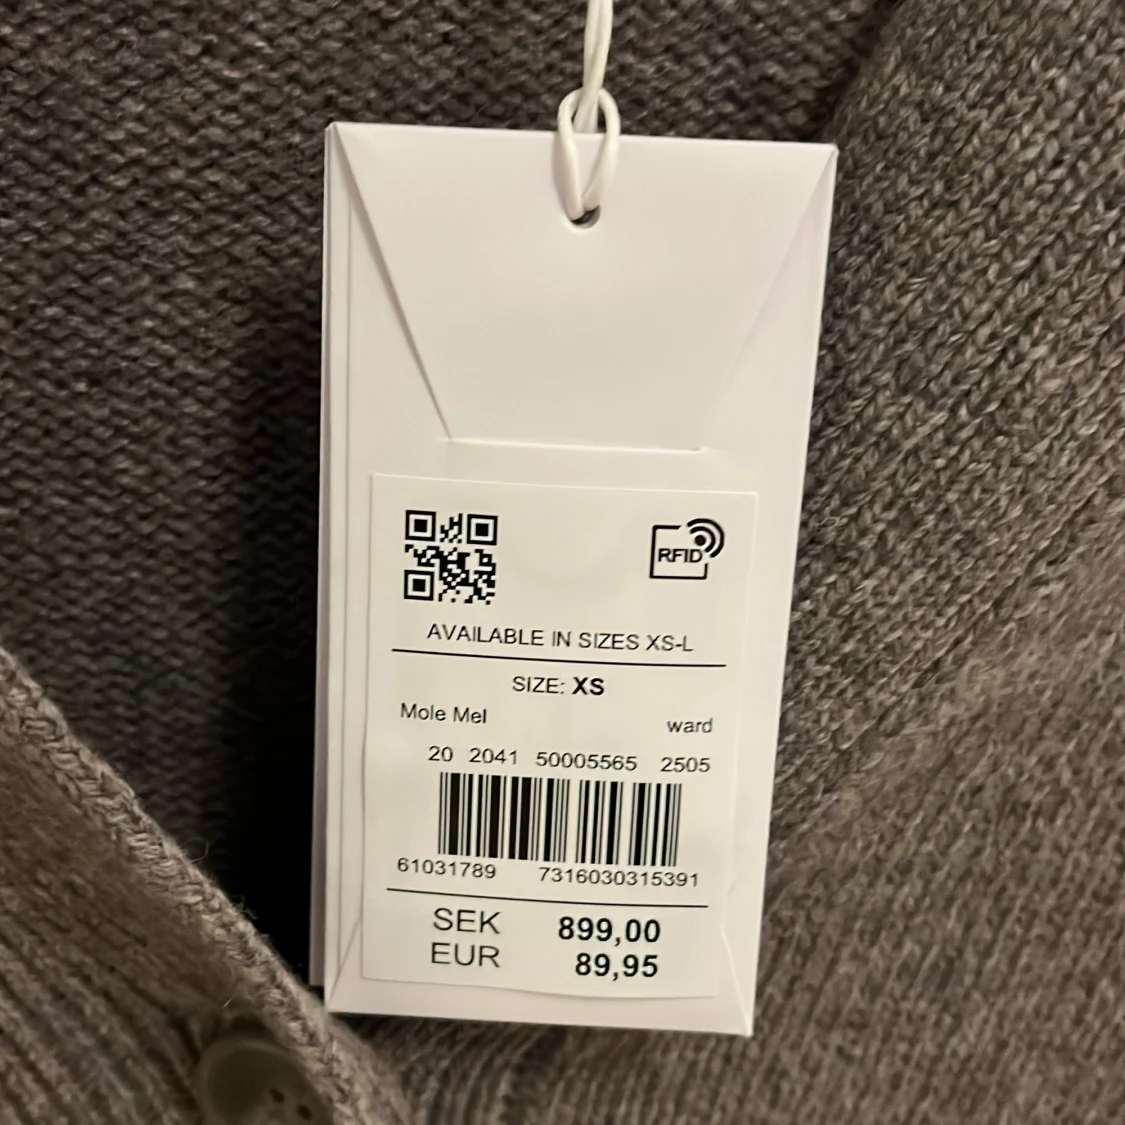 RFID
AVAILABLE IN SIZES XS-L
SIZE: XS
Mole Mel ward
20 2041 50005565 2505
61031789 7316030315391
SEK 899,00
EUR 89,95